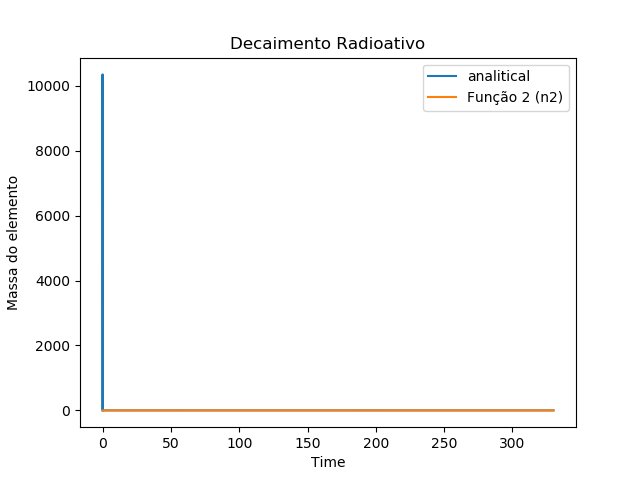 Decaimento Radioativo
analitical
Função 2 (n2)
10000
8000
6000
4000
2000
0
Massa do elemento
0 50 100 150 200 250 300
Time